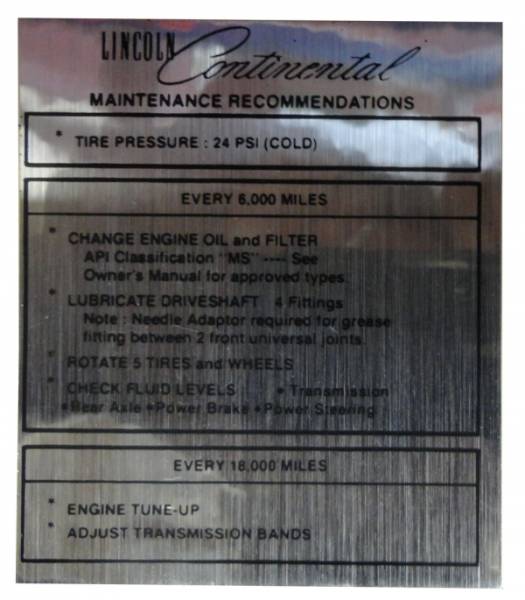 LINCOLN Continental
MAINTENANCE RECOMMENDATIONS
* TIRE PRESSURE : 24 PSI (COLD)
EVERY 6,000 MILES
* CHANGE ENGINE OIL and FILTER
API Classification "MS" ---- See
Owner's Manual for approved types.
* LUBRICATE DRIVESHAFT 4 Fittings
Note : Needle Adaptor required for grease
fitting between 2 front universal joints.
* ROTATE 5 TIRES and WHEELS
* CHECK FLUID LEVELS • Transmission
• Rear Axle • Power Brake • Power Steering
EVERY 18,000 MILES
* ENGINE TUNE-UP
* ADJUST TRANSMISSION BANDS